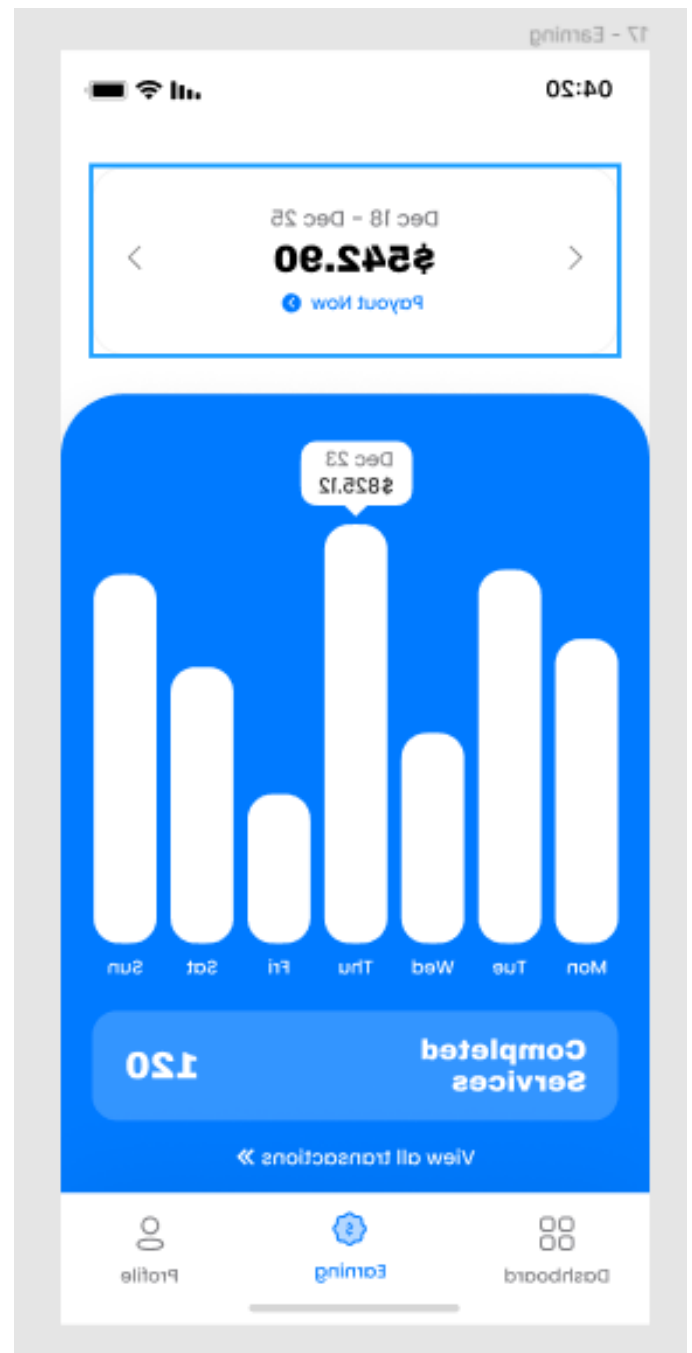 17 - Earning
04:20
Dec 18 - Dec 25
$542.90
Payout Now
Dec 23
$825.12
Mon Tue Wed Thu Fri Sat Sun
Completed 120
Services
View all transactions »
$
Dashboard Earning Profile